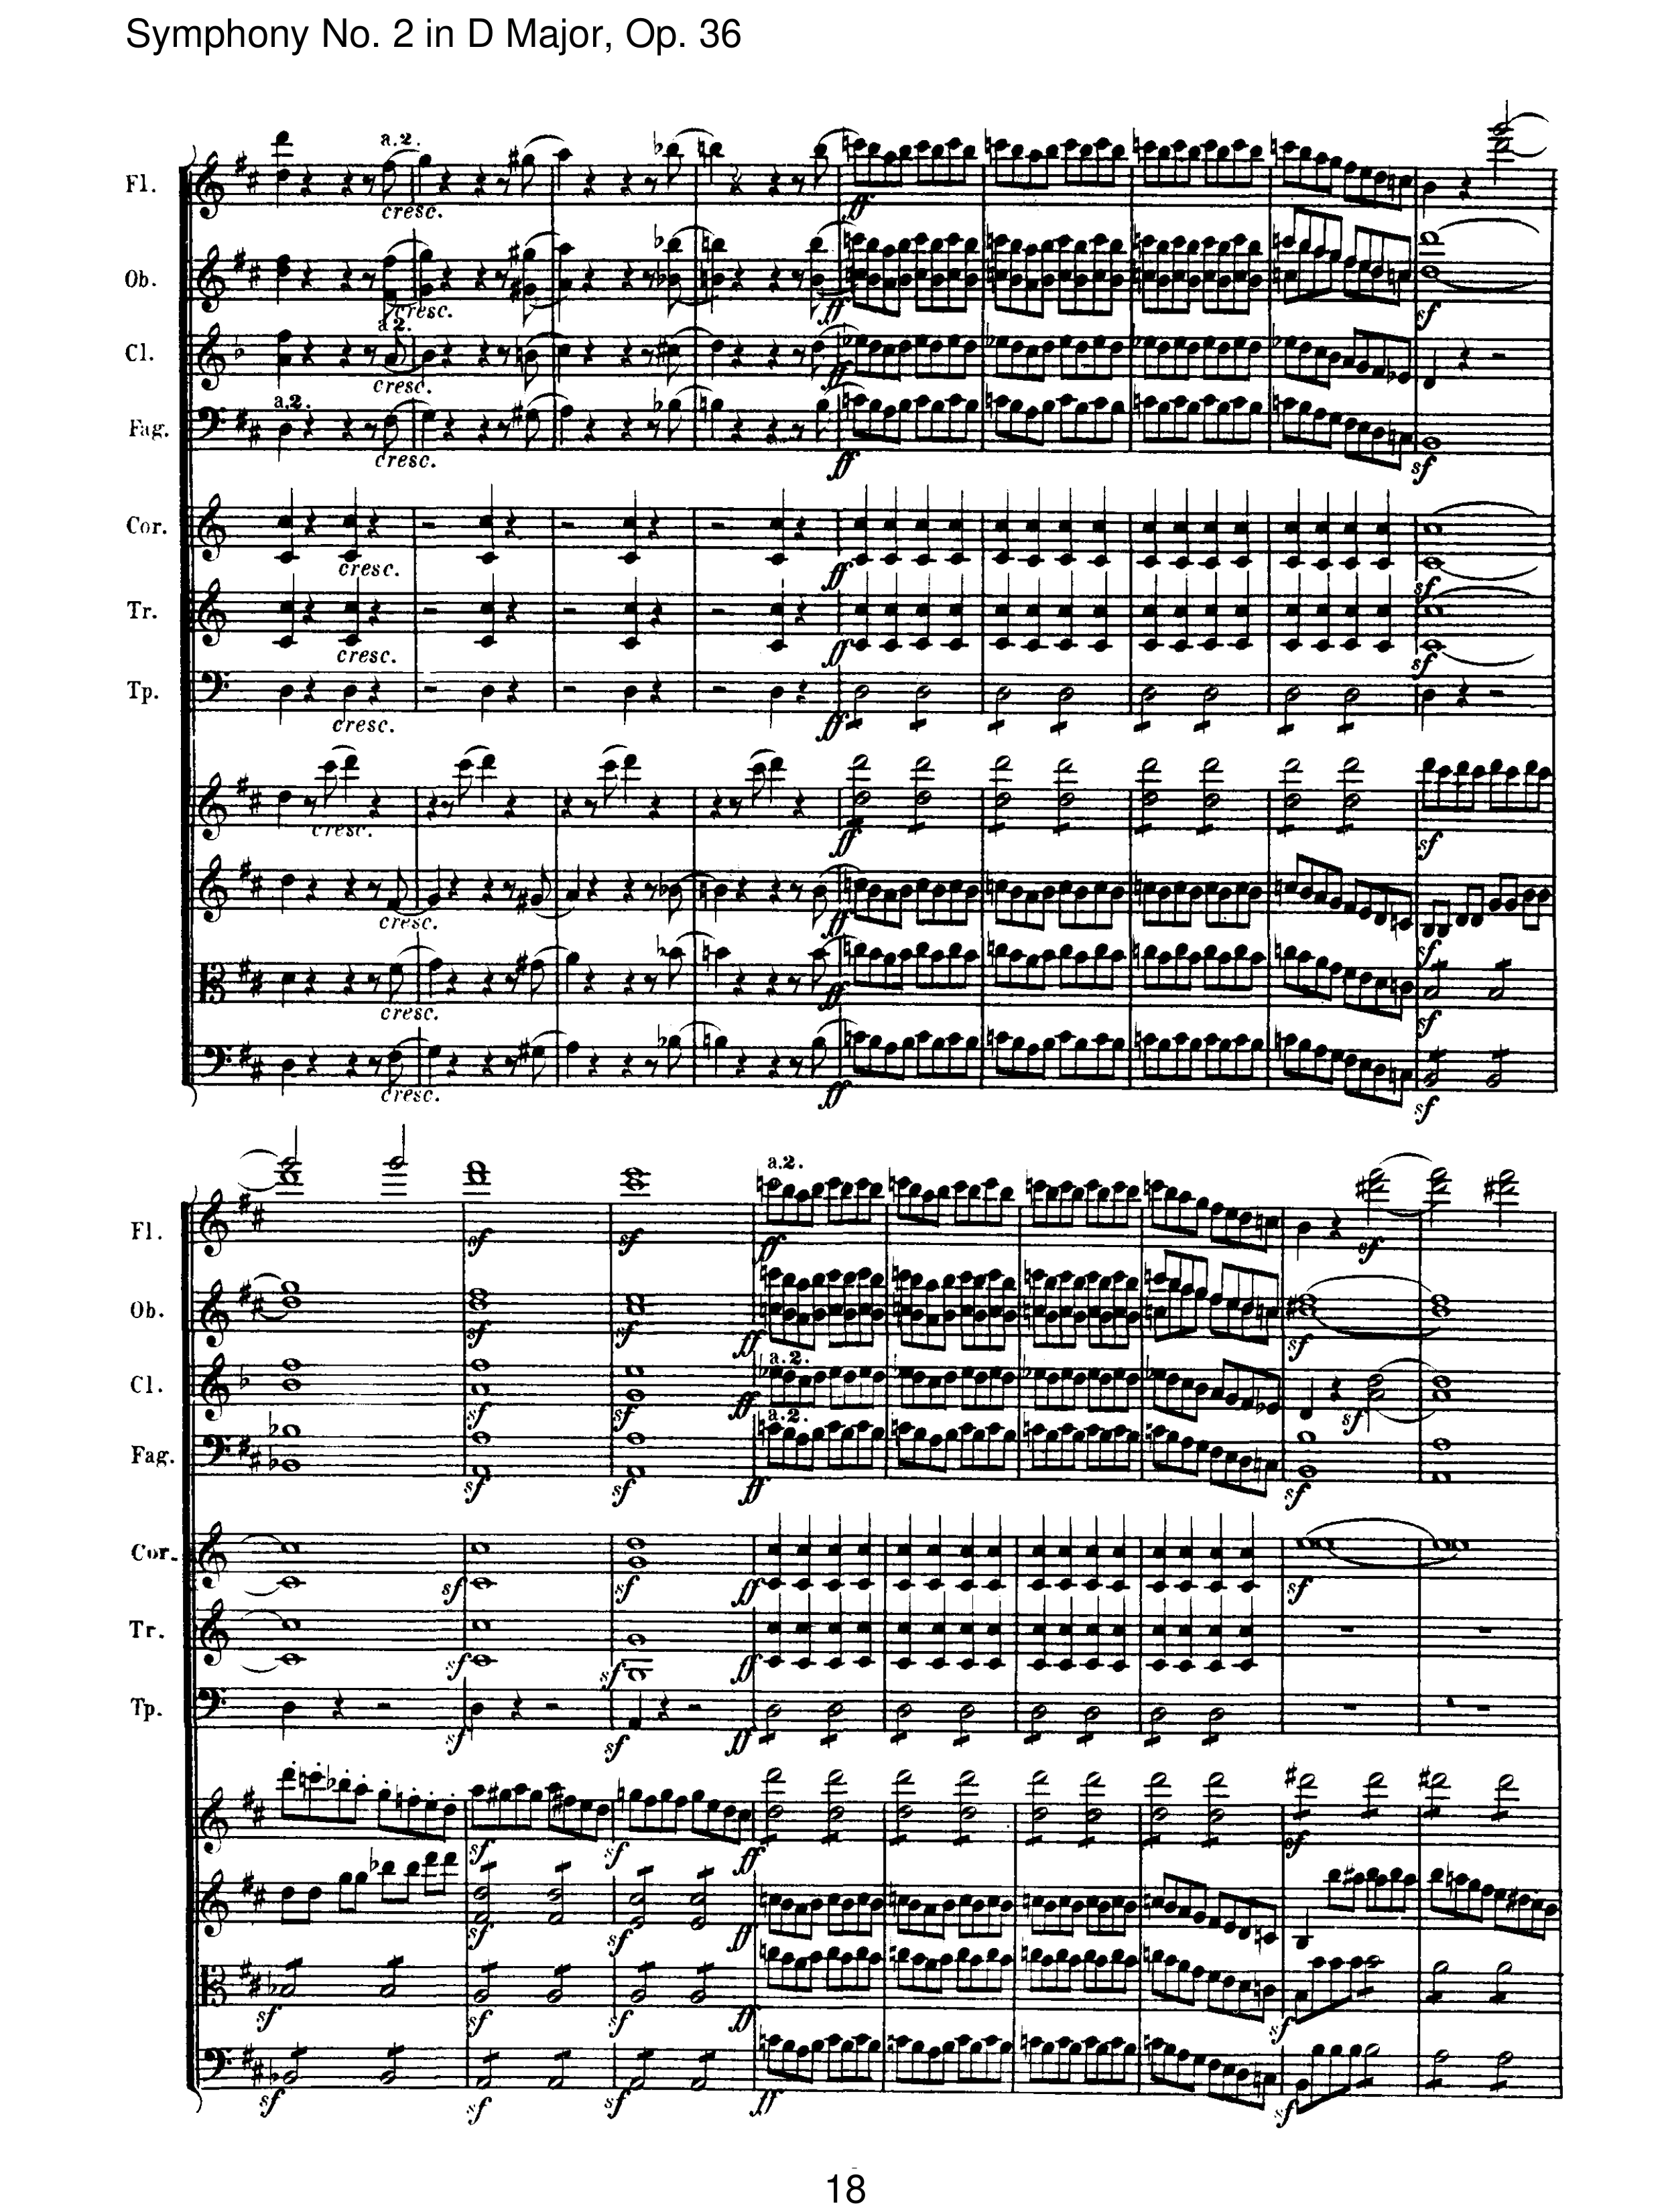 Symphony No. 2 in D Major, Op. 36
a.2.
Fl.
cresc.
ff
Ob.
cresc.
ff
sf
a 2.
Cl.
cresc.
ff
a.2.
Fag.
cresc.
ff
sf
Cor.
cresc.
ff
sf
Tr.
cresc.
ff
sf
Tp.
cresc.
ff
cresc.
ff
sf
cresc.
ff
sf
cresc.
ff
sf
cresc.
ff
sf
a.2.
Fl.
sf sf ff sf
Ob.
sf sf ff sf
a.2.
Cl.
sf sf ff sf
a.2.
Fag.
sf sf ff sf
Cor.
sf sf ff sf
Tr.
sf sf ff
Tp.
sf sf ff
sf sf ff sf
sf sf ff
sf sf sf ff sf
sf sf sf ff sf
18